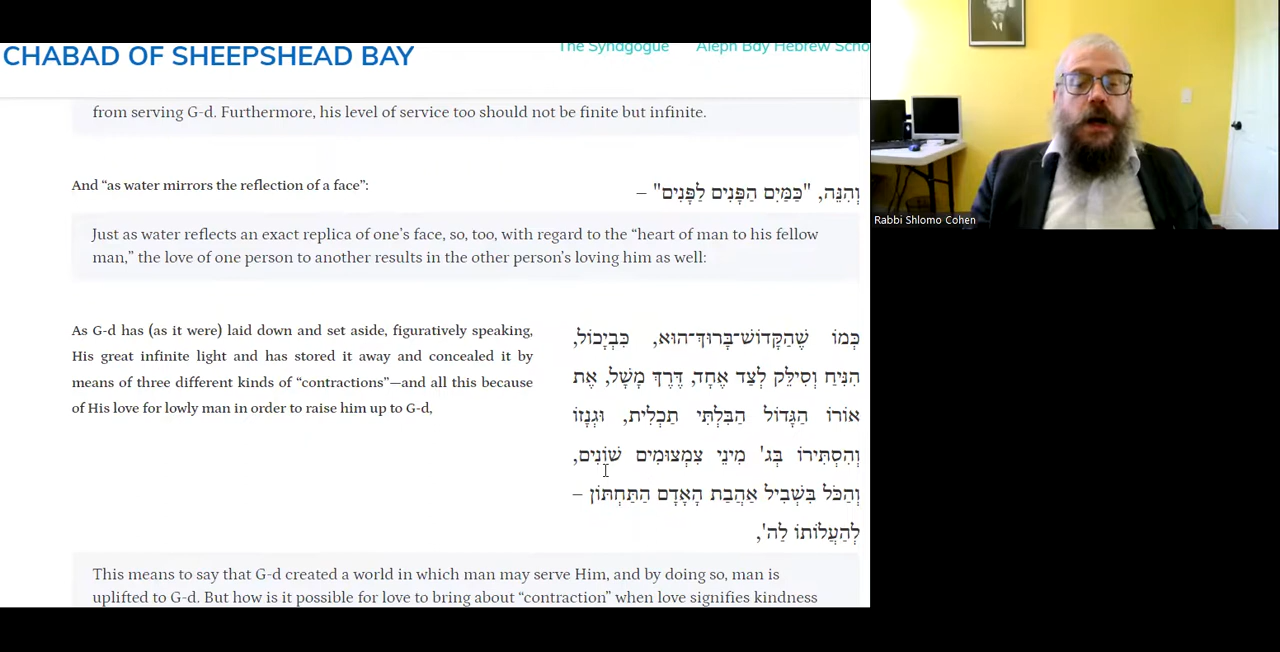 The Synagogue Aleph Bay Hebrew Scho
CHABAD OF SHEEPSHEAD BAY
from serving G-d. Furthermore, his level of service too should not be finite but infinite.
And “as water mirrors the reflection of a face”:
וְהִנֵּה, "כַּמַּיִם הַפָּנִים לַפָּנִים" –
Just as water reflects an exact replica of one’s face, so, too, with regard to the “heart of man to his fellow
man,” the love of one person to another results in the other person’s loving him as well:
As G-d has (as it were) laid down and set aside, figuratively speaking,
His great infinite light and has stored it away and concealed it by
means of three different kinds of “contractions”—and all this because
of His love for lowly man in order to raise him up to G-d,
כְּמוֹ שֶׁהַקָּדוֹשׁ־בָּרוּךְ־הוּא, כִּבְיָכוֹל,
הִנִּיחַ וְסִילֵּק לְצַד אֶחָד, דֶּרֶךְ מָשָׁל, אֶת
אוֹרוֹ הַגָּדוֹל הַבִּלְתִּי תַכְלִית, וּגְנָזוֹ
וְהִסְתִּירוֹ בְּג' מִינֵי צִמְצוּמִים שׁוֹנִים,
וְהַכֹּל בִּשְׁבִיל אַהֲבַת הָאָדָם הַתַּחְתּוֹן –
לְהַעֲלוֹתוֹ לַה',
This means to say that G-d created a world in which man may serve Him, and by doing so, man is
uplifted to G-d. But how is it possible for love to bring about “contraction” when love signifies kindness
Rabbi Shlomo Cohen